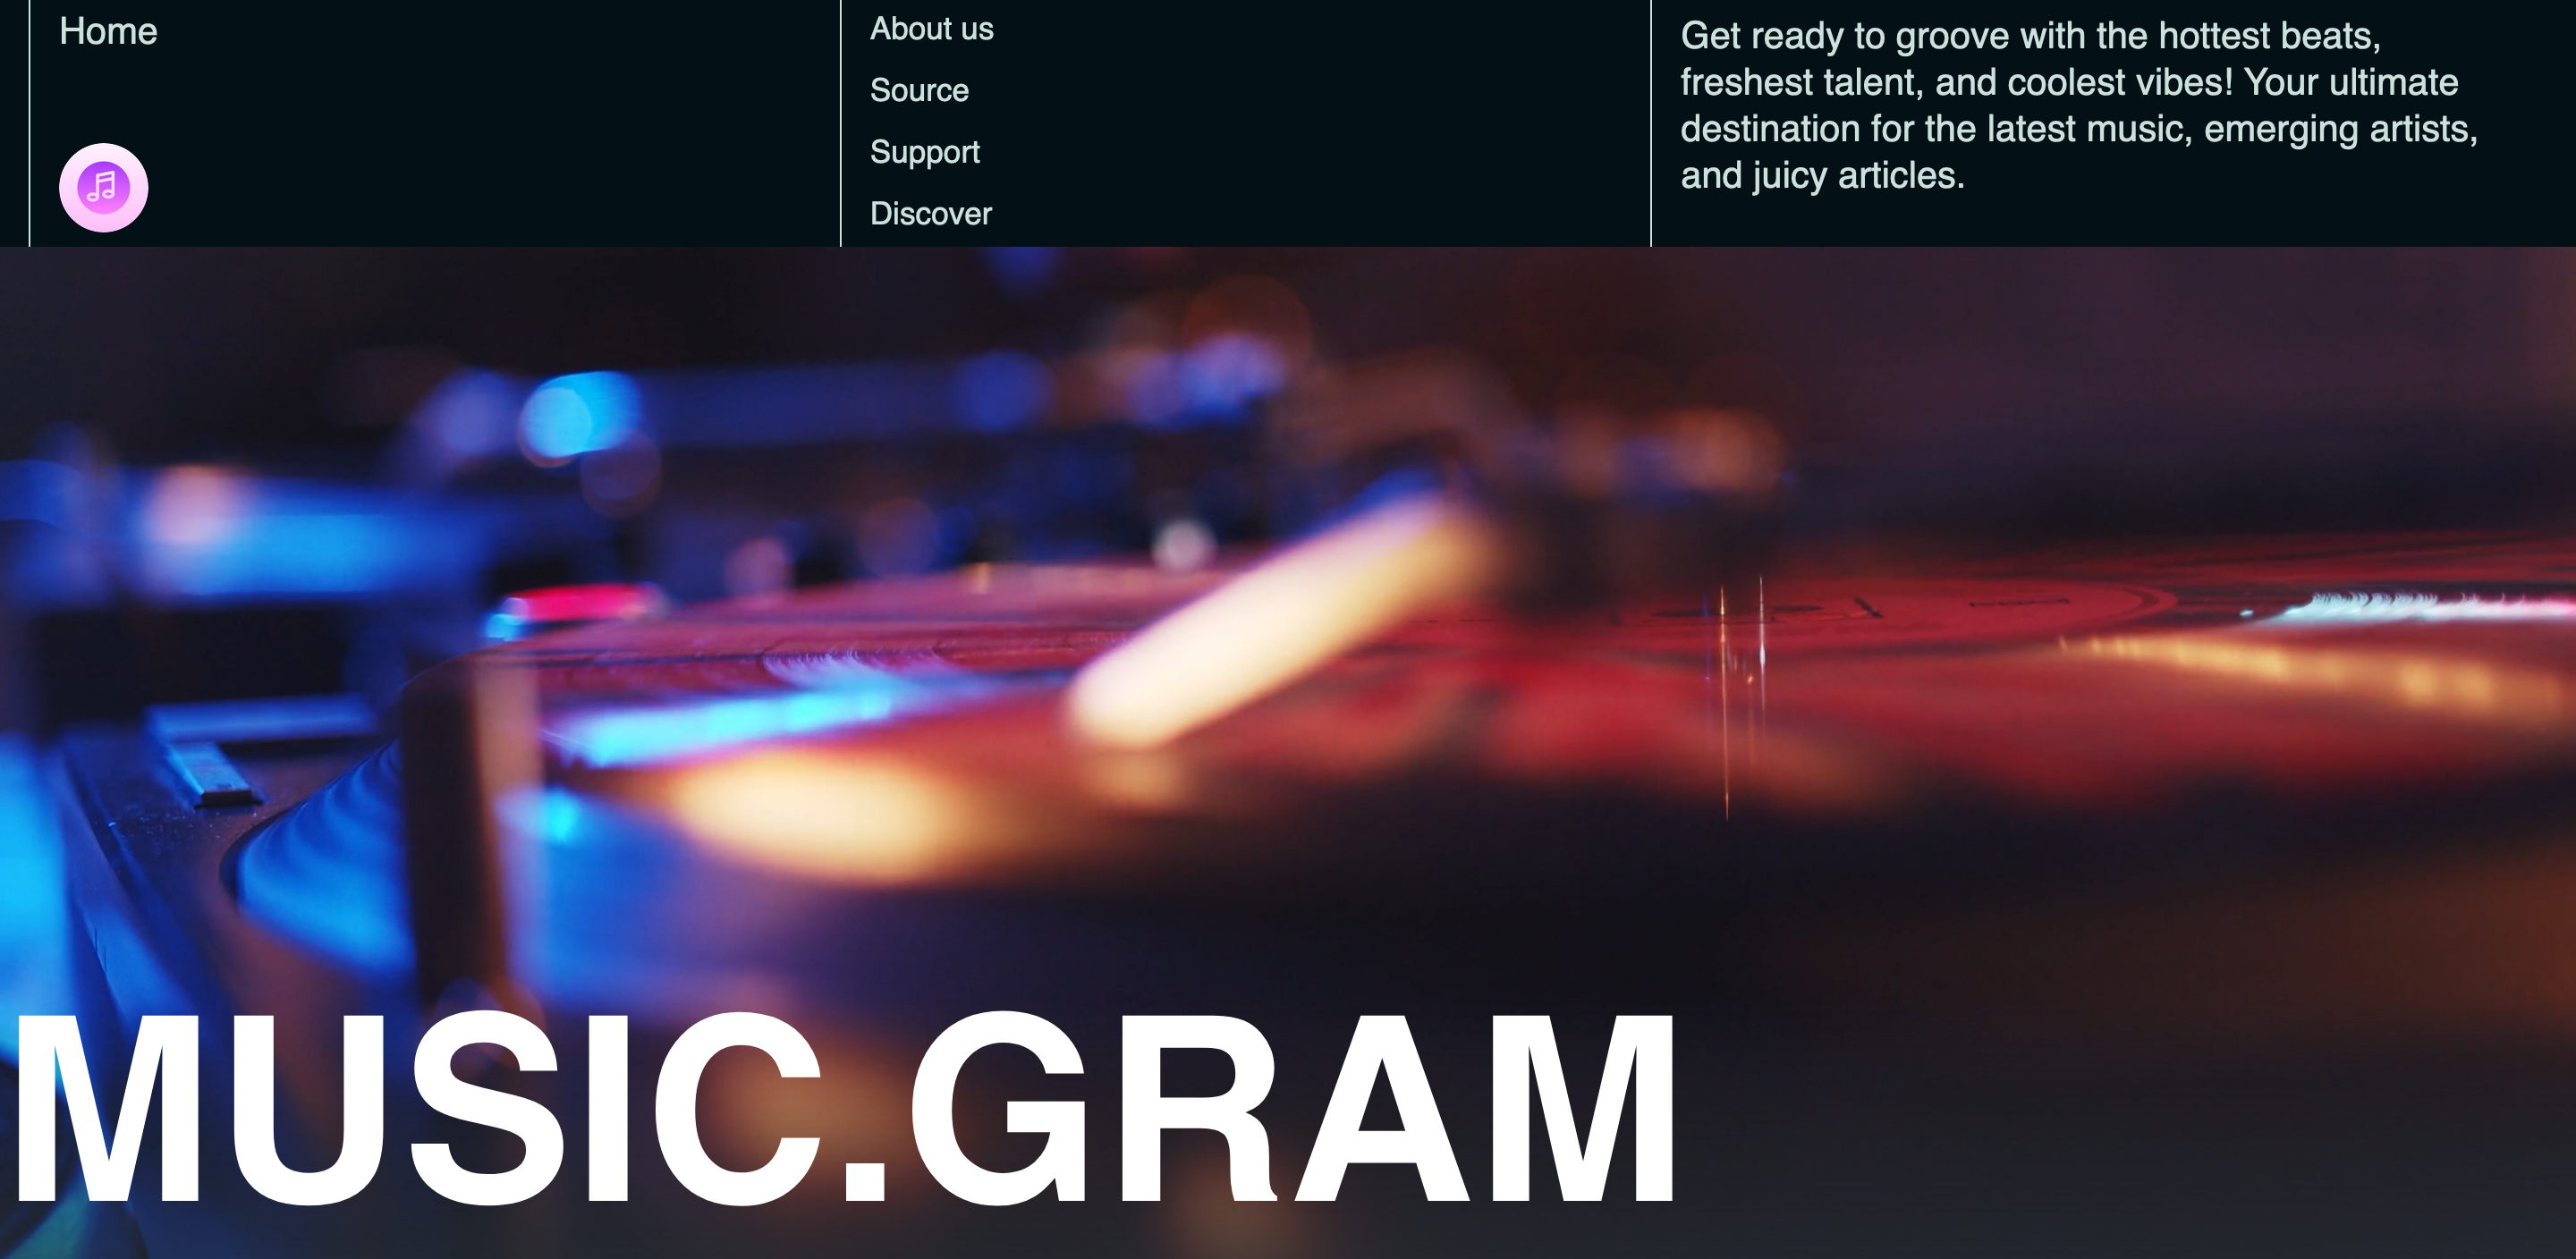 Home
About us
Source
Support
Discover
Get ready to groove with the hottest beats,
freshest talent, and coolest vibes! Your ultimate
destination for the latest music, emerging artists,
and juicy articles.
MUSIC.GRAM